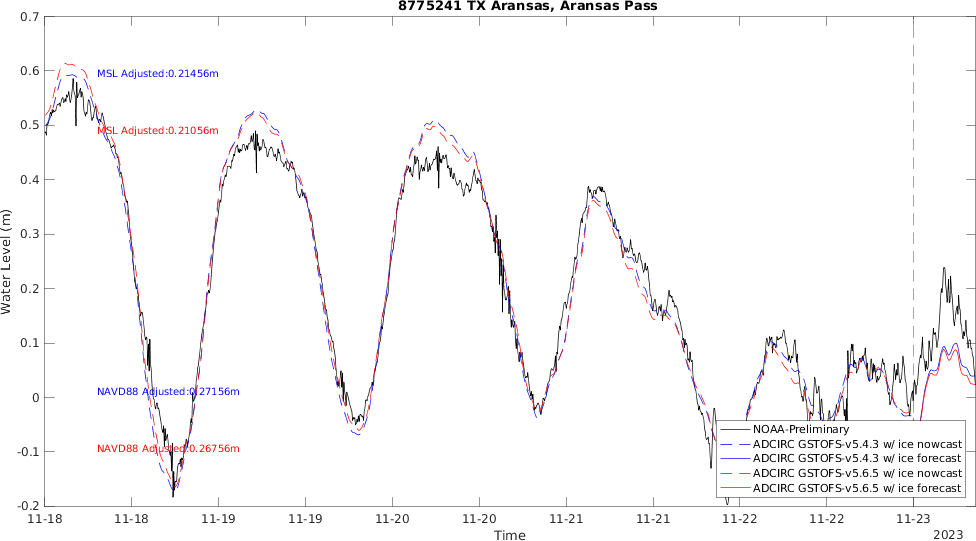 8775241 TX Aransas, Aransas Pass
0.7
0.6
0.5
0.4
0.3
0.2
0.1
0
-0.1
-0.2
Water Level (m)
MSL Adjusted:0.21456m
MSL Adjusted:0.21056m
NAVD88 Adjusted:0.27156m
NAVD88 Adjusted:0.26756m
NOAA-Preliminary
ADCIRC GSTOFS-v5.4.3 w/ ice nowcast
ADCIRC GSTOFS-v5.4.3 w/ ice forecast
ADCIRC GSTOFS-v5.6.5 w/ ice nowcast
ADCIRC GSTOFS-v5.6.5 w/ ice forecast
11-18 11-18 11-19 11-19 11-20 11-20 11-21 11-21 11-22 11-22 11-23
Time
2023